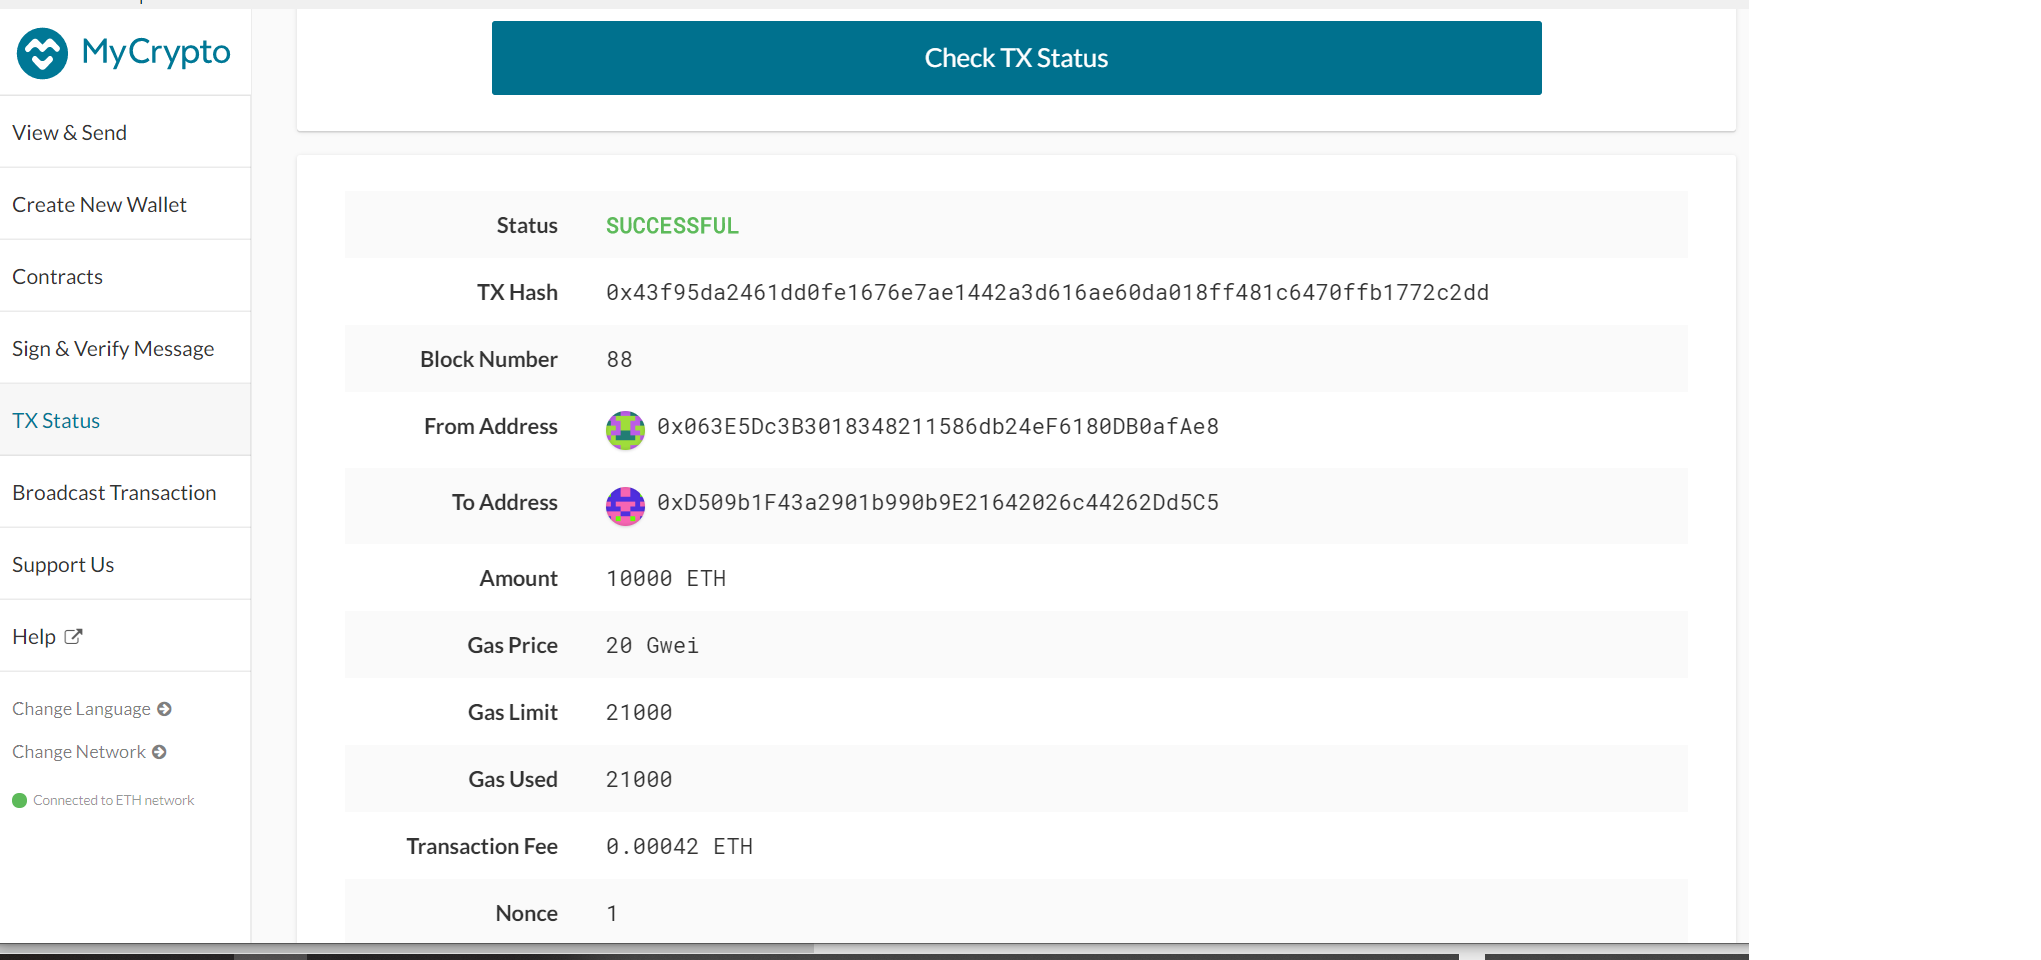 MyCrypto
View & Send
Create New Wallet
Contracts
Sign & Verify Message
TX Status
Broadcast Transaction
Support Us
Help
Change Language
Change Network
Connected to ETH network
Check TX Status
Status SUCCESSFUL
TX Hash 0x43f95da2461dd0fe1676e7ae1442a3d616ae60da018ff481c6470ffb1772c2dd
Block Number 88
From Address 0x063E5Dc3B3018348211586db24eF6180DB0afAe8
To Address 0xD509b1F43a2901b990b9E21642026c44262Dd5C5
Amount 10000 ETH
Gas Price 20 Gwei
Gas Limit 21000
Gas Used 21000
Transaction Fee 0.00042 ETH
Nonce 1